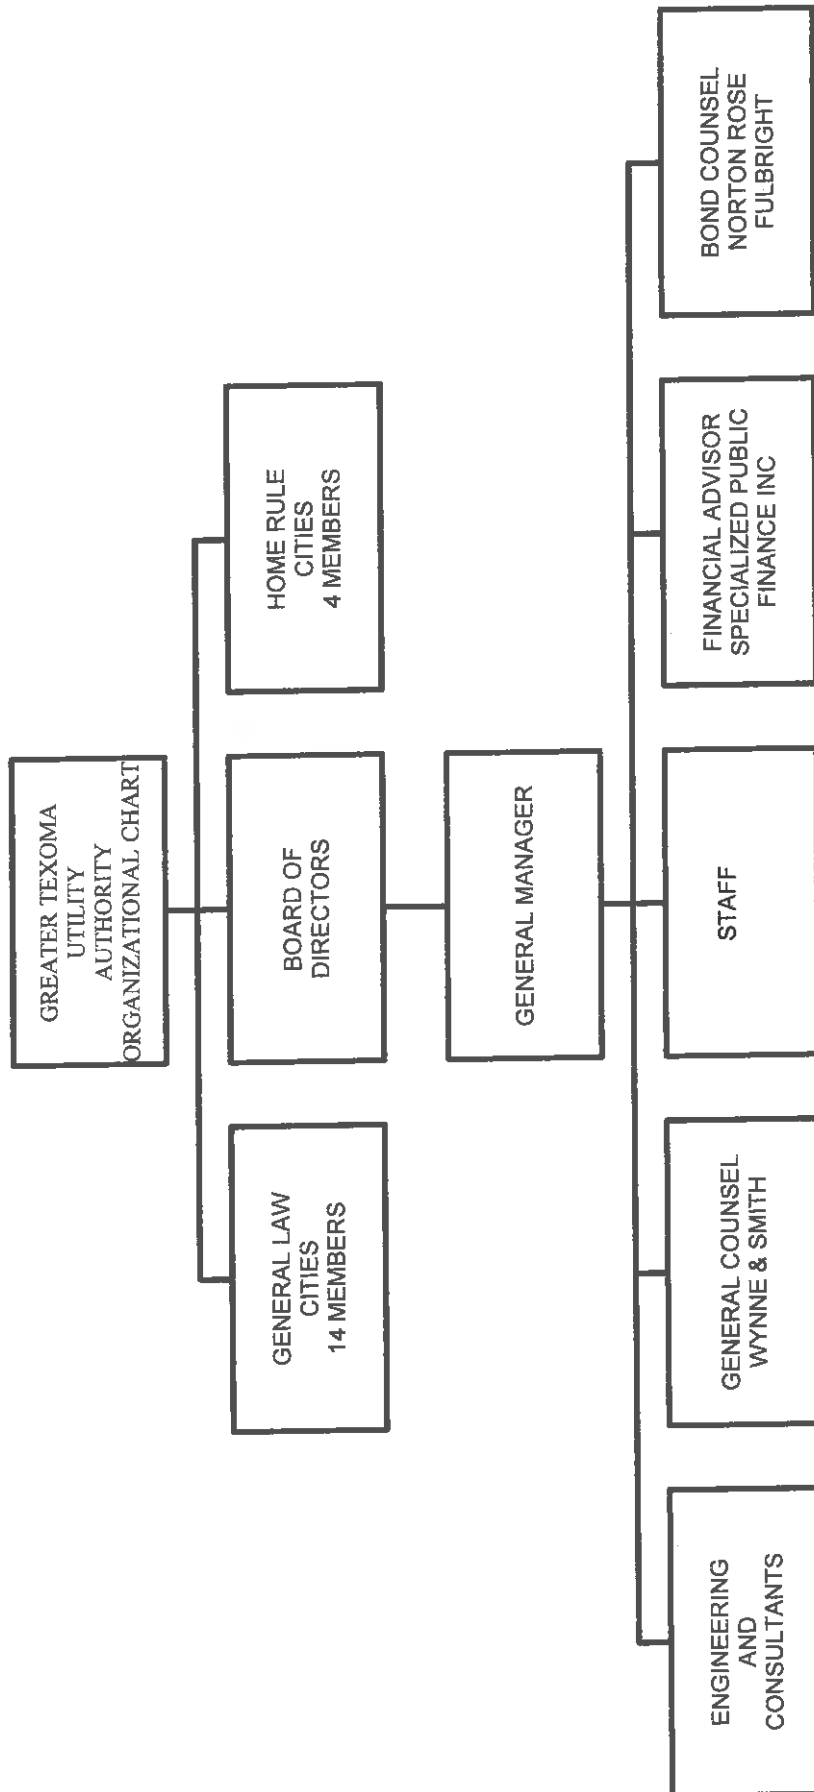 GREATER TEXOMA
UTILITY
AUTHORITY
ORGANIZATIONAL CHART
GENERAL LAW
CITIES
14 MEMBERS
BOARD OF
DIRECTORS
HOME RULE
CITIES
4 MEMBERS
GENERAL MANAGER
ENGINEERING
AND
CONSULTANTS
GENERAL COUNSEL
WYNNE & SMITH
STAFF
FINANCIAL ADVISOR
SPECIALIZED PUBLIC
FINANCE INC
BOND COUNSEL
NORTON ROSE
FULBRIGHT